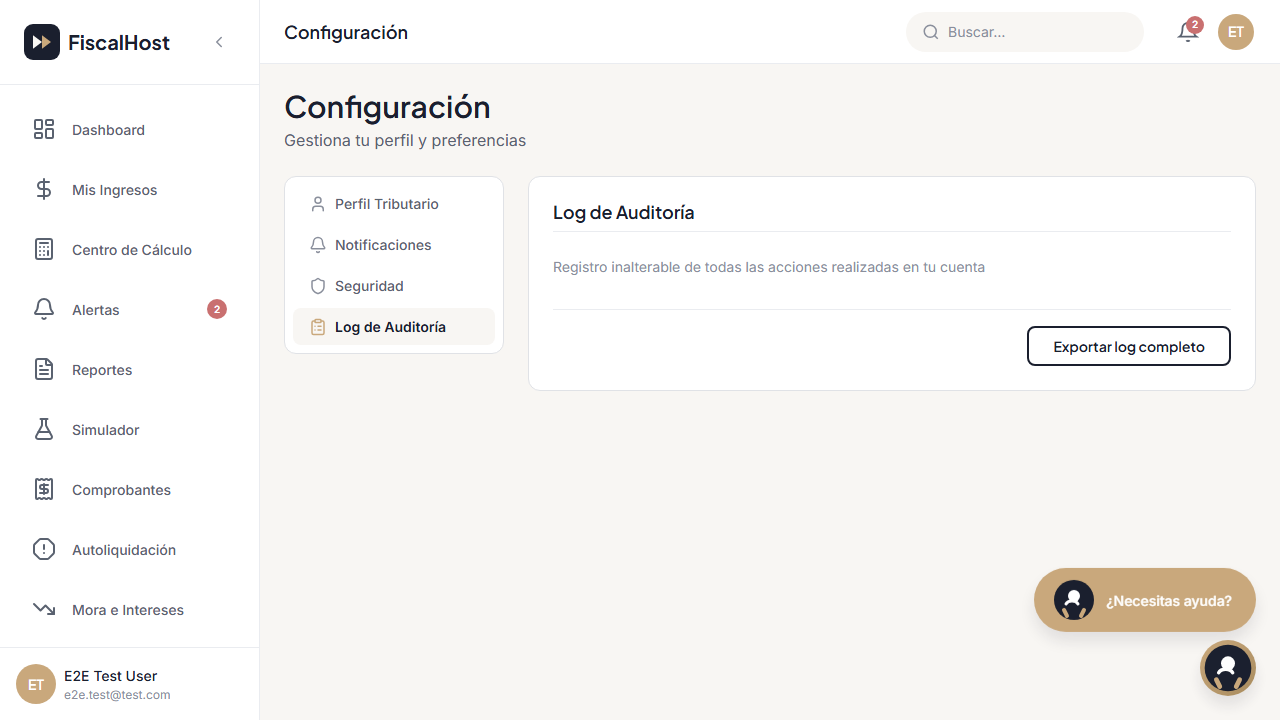 FiscalHost
Dashboard
Mis Ingresos
Centro de Cálculo
Alertas
2
Reportes
Simulador
Comprobantes
Autoliquidación
Mora e Intereses
ET
E2E Test User
e2e.test@test.com
Configuración
Buscar...
2
ET
Configuración
Gestiona tu perfil y preferencias
Perfil Tributario
Notificaciones
Seguridad
Log de Auditoría
Log de Auditoría
Registro inalterable de todas las acciones realizadas en tu cuenta
Exportar log completo
¿Necesitas ayuda?